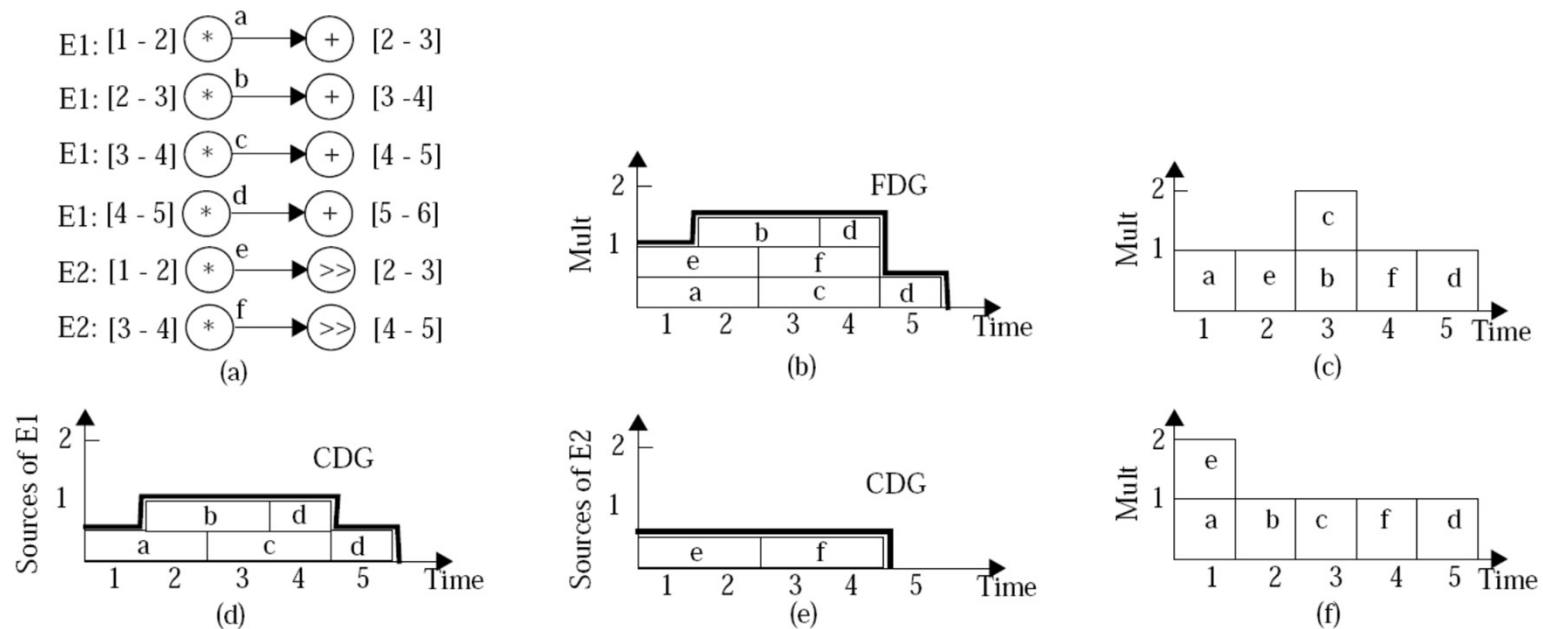 a
E1: [1 - 2] * + [2 - 3]
b
E1: [2 - 3] * + [3 -4]
c
E1: [3 - 4] * + [4 - 5]
d
E1: [4 - 5] * + [5 - 6]
e
E2: [1 - 2] * >> [2 - 3]
f
E2: [3 - 4] * >> [4 - 5]
(a)
Mult
2
1
FDG
b d
e f
a c d
1 2 3 4 5 Time
(b)
Mult
2
1
c
a e b f d
1 2 3 4 5 Time
(c)
Sources of E1
2
1
CDG
b d
a c d
1 2 3 4 5 Time
(d)
Sources of E2
2
1
CDG
e f
1 2 3 4 5 Time
(e)
Mult
2
1
e
a b c f d
1 2 3 4 5 Time
(f)